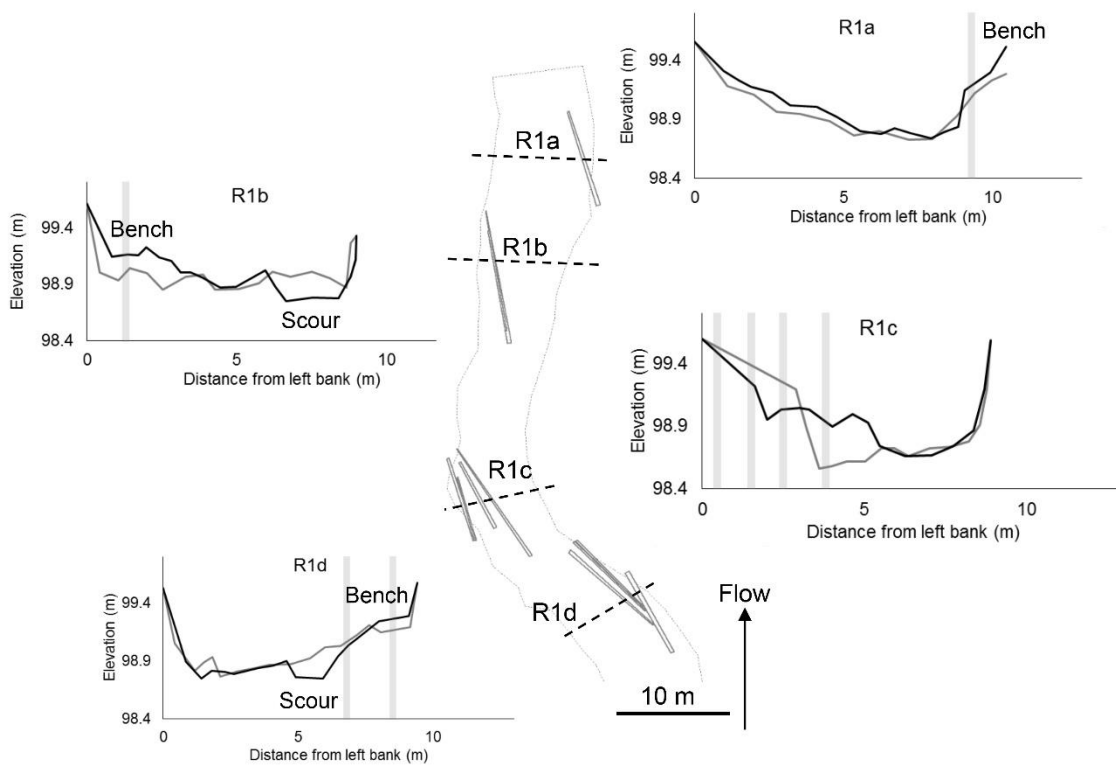 R1a
Bench
Elevation (m)
99.4
98.9
98.4
0
5
10
Distance from left bank (m)
R1b
Bench
Scour
Elevation (m)
99.4
98.9
98.4
0
5
10
Distance from left bank (m)
R1a
R1b
R1c
R1d
R1c
Elevation (m)
99.4
98.9
98.4
0
10
Distance from left bank (m)
R1d
Bench
Scour
Elevation (m)
99.4
98.9
98.4
0
5
10
Distance from left bank (m)
Flow
10 m